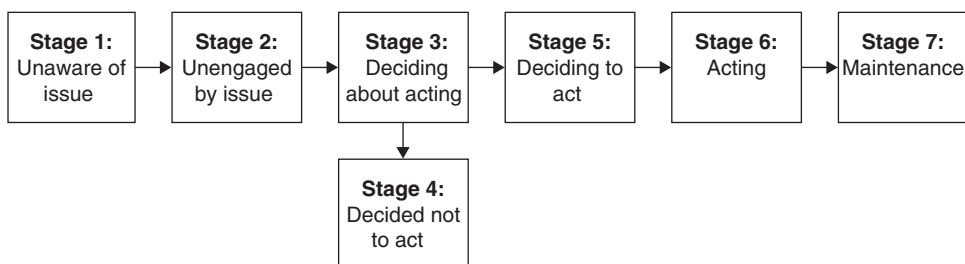 Stage 1:
Unaware of
issue
Stage 2:
Unengaged
by issue
Stage 3:
Deciding
about acting
Stage 5:
Deciding to
act
Stage 6:
Acting
Stage 7:
Maintenance
Stage 4:
Decided not
to act